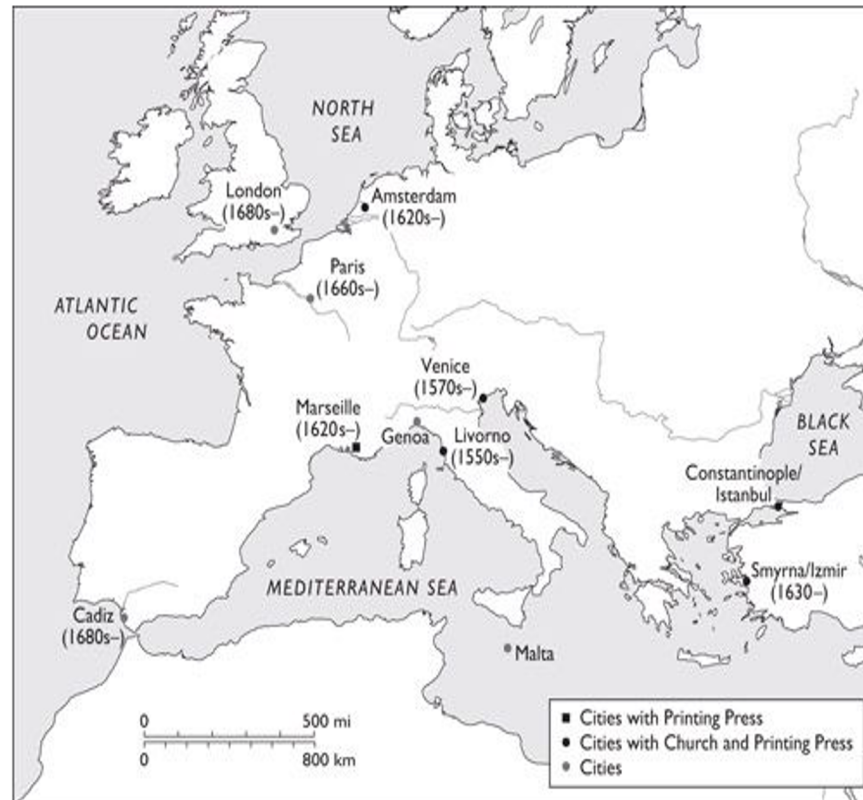 NORTH
SEA
London
(1680s–)
Amsterdam
(1620s–)
Paris
(1660s–)
ATLANTIC
OCEAN
Venice
(1570s–)
Marseille
(1620s–)
Genoa
Livorno
(1550s–)
BLACK
SEA
Constantinople/
Istanbul
Smyrna/Izmir
(1630–)
MEDITERRANEAN SEA
Cadiz
(1680s–)
Malta
0 500 mi
0 800 km
Cities with Printing Press
Cities with Church and Printing Press
Cities